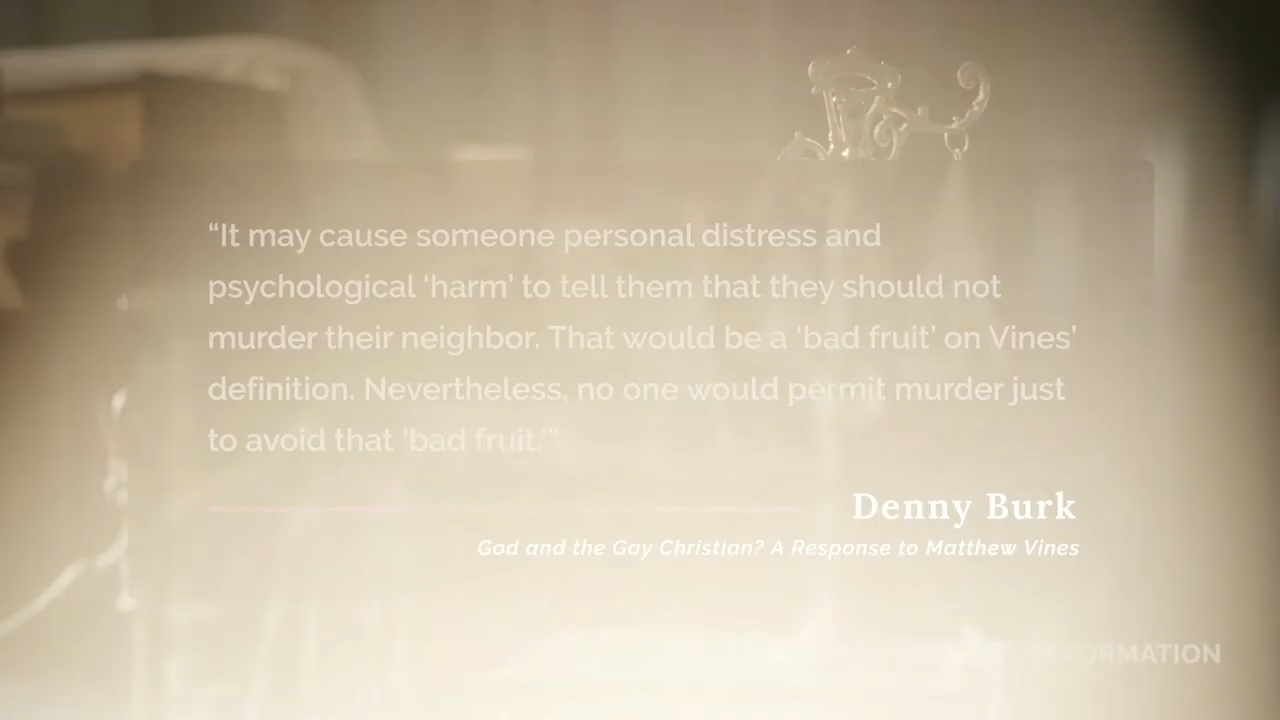 “It may cause someone personal distress and
psychological ‘harm’ to tell them that they should not
murder their neighbor. That would be a ‘bad fruit’ on Vines’
definition. Nevertheless, no one would permit murder just
to avoid that ‘bad fruit.’”
Denny Burk
God and the Gay Christian? A Response to Matthew Vines
REFORMATION